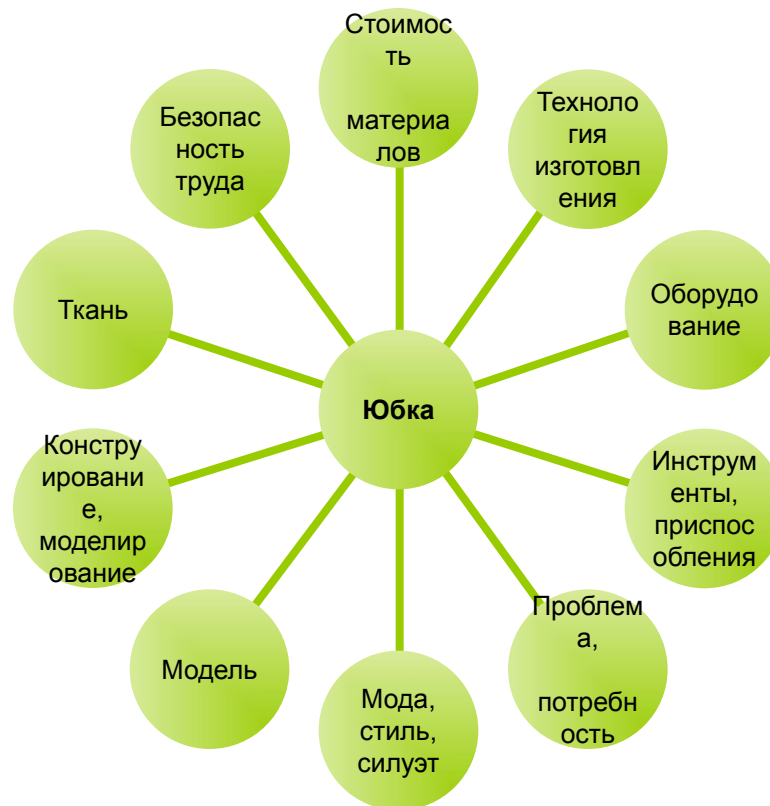 Стоимос
ть
материа
лов
Техноло
гия
изготовл
ения
Оборудо
вание
Инструм
енты,
приспос
обления
Проблем
а,
потребн
ость
Мода,
стиль,
силуэт
Модель
Констру
ировани
е,
моделир
ование
Ткань
Безопас
ность
труда
Юбка